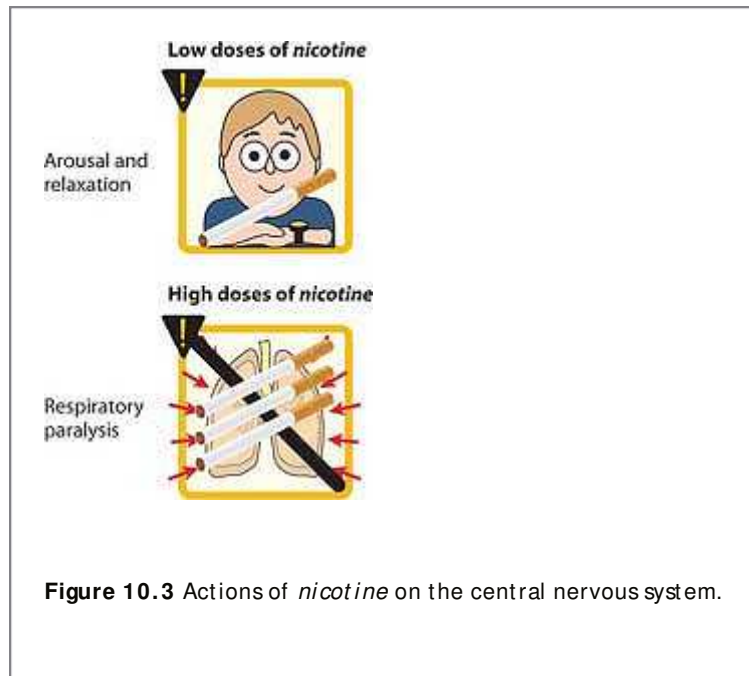 Low doses of nicotine
!
Arousal and
relaxation
High doses of nicotine
!
Respiratory
paralysis
Figure 10.3 Actions of nicotine on the central nervous system.